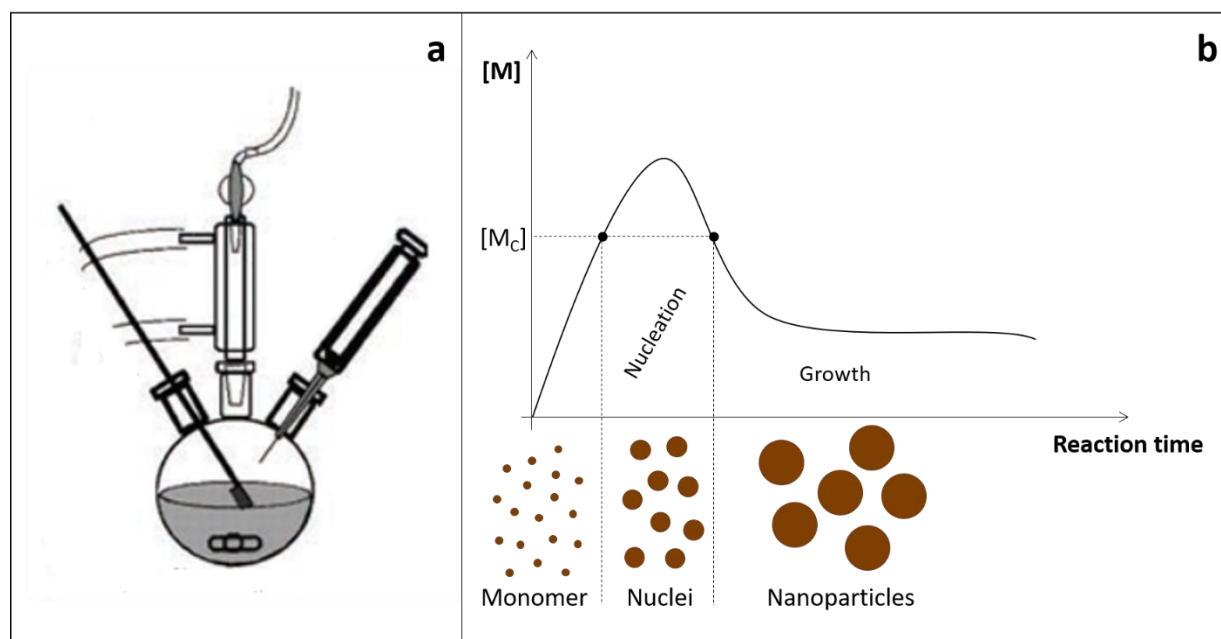 a
b
[M]
[M_C]
Nucleation
Growth
Reaction time
Monomer
Nuclei
Nanoparticles